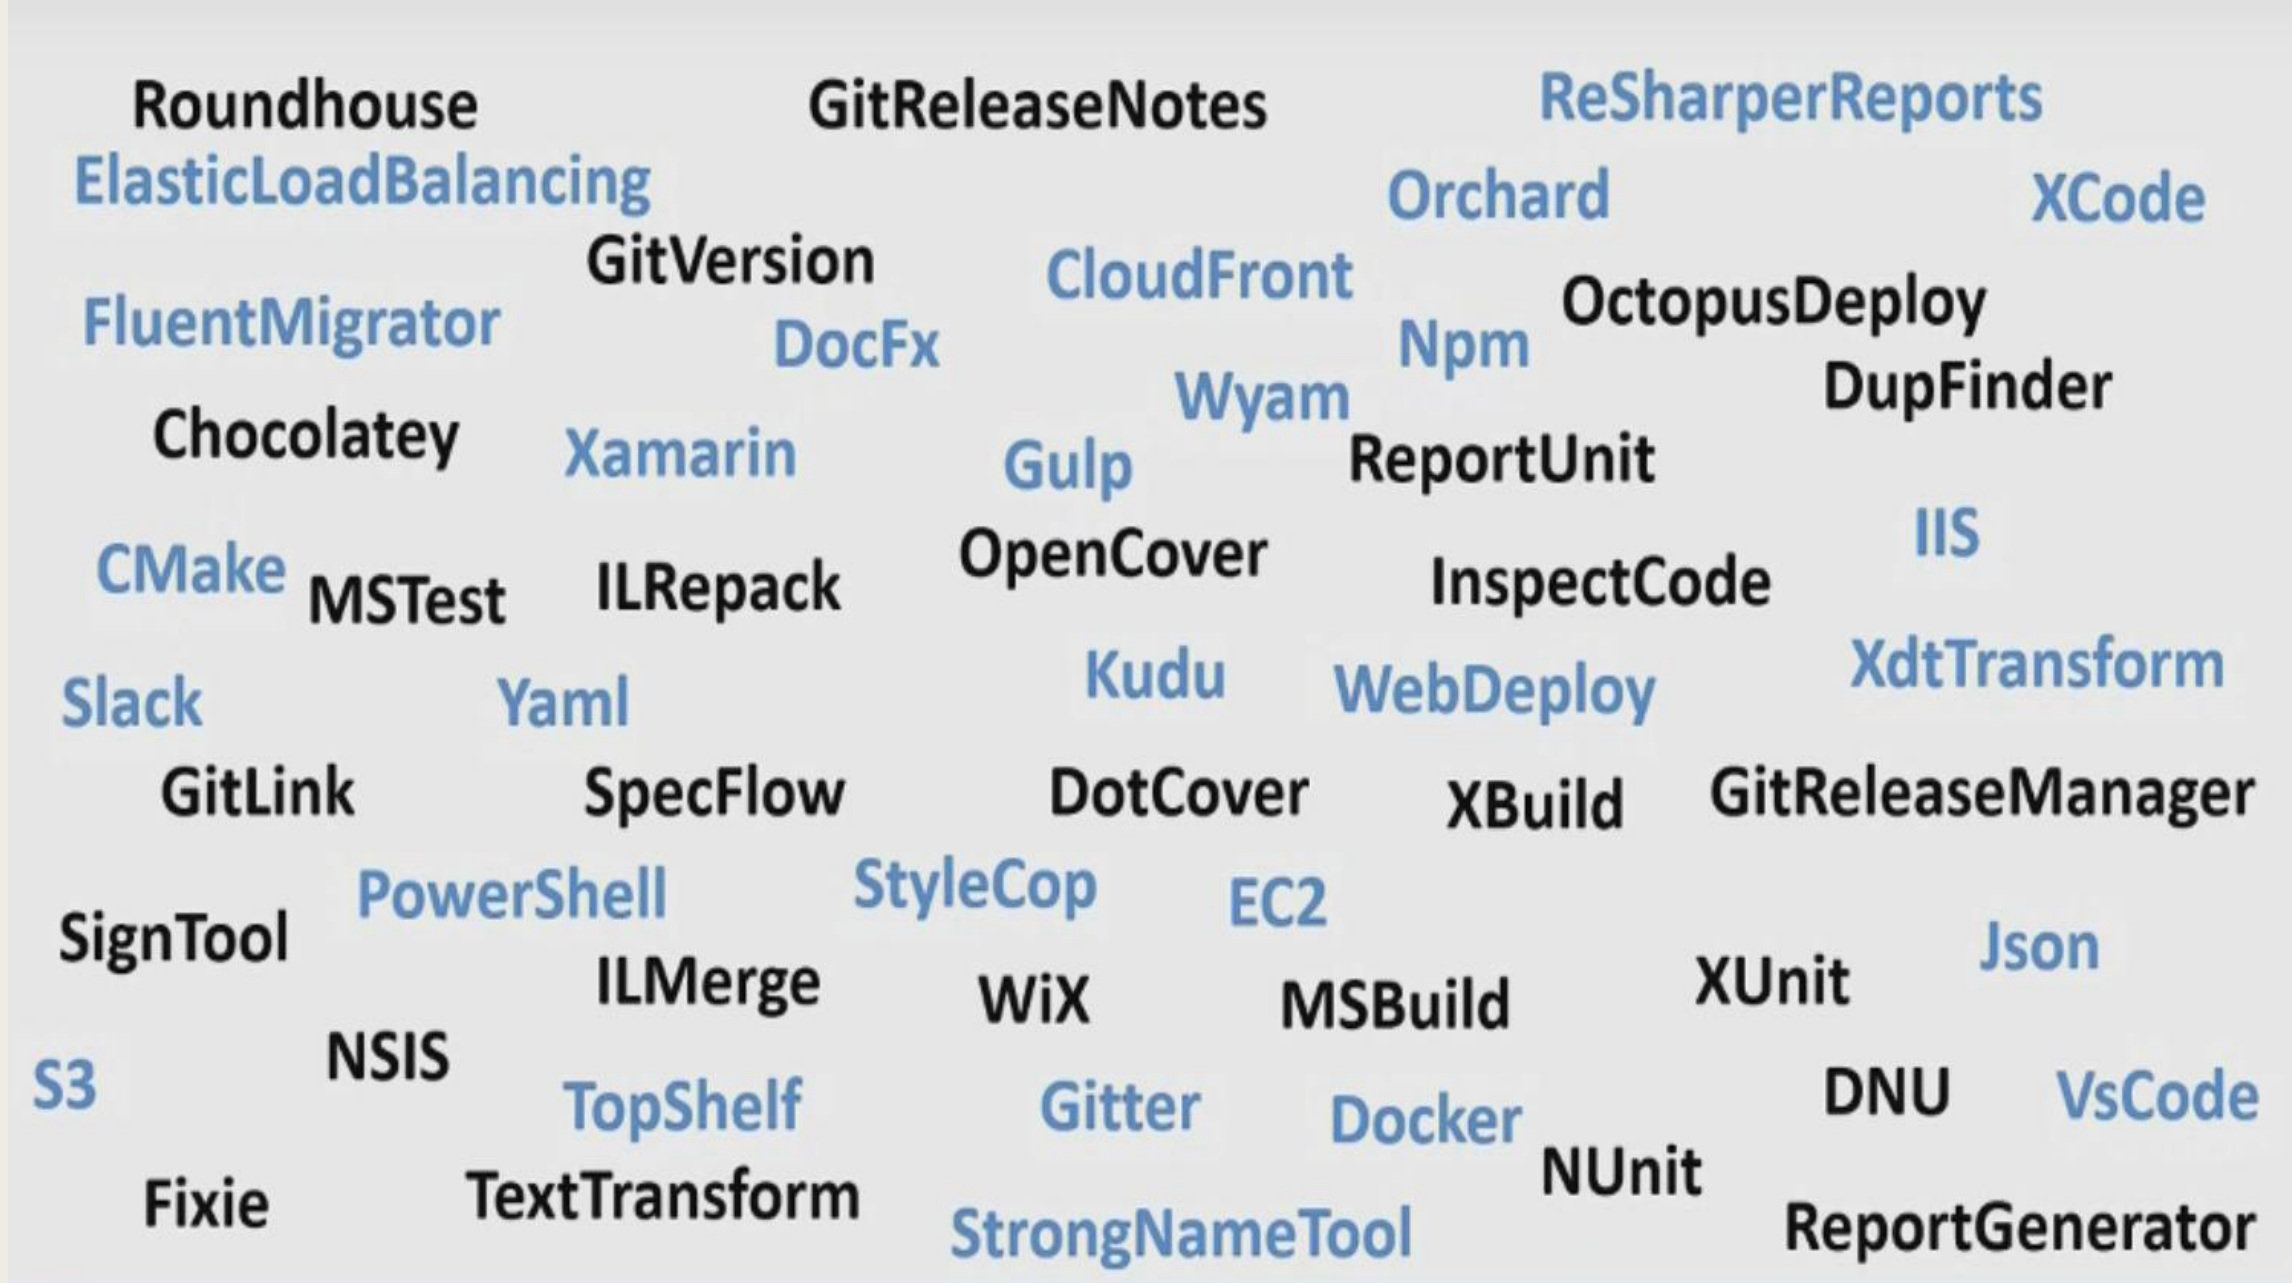 Roundhouse
GitReleaseNotes
ReSharperReports
ElasticLoadBalancing
Orchard
XCode
GitVersion
CloudFront
OctopusDeploy
FluentMigrator
DocFx
Npm
Wyam
DupFinder
Chocolatey
Xamarin
Gulp
ReportUnit
IIS
CMake
MSTest
ILRepack
OpenCover
InspectCode
Kudu
WebDeploy
XdtTransform
Slack
Yaml
GitLink
SpecFlow
DotCover
XBuild
GitReleaseManager
PowerShell
StyleCop
EC2
SignTool
Json
ILMerge
WiX
MSBuild
XUnit
S3
NSIS
TopShelf
Gitter
Docker
DNU
VsCode
NUnit
Fixie
TextTransform
StrongNameTool
ReportGenerator